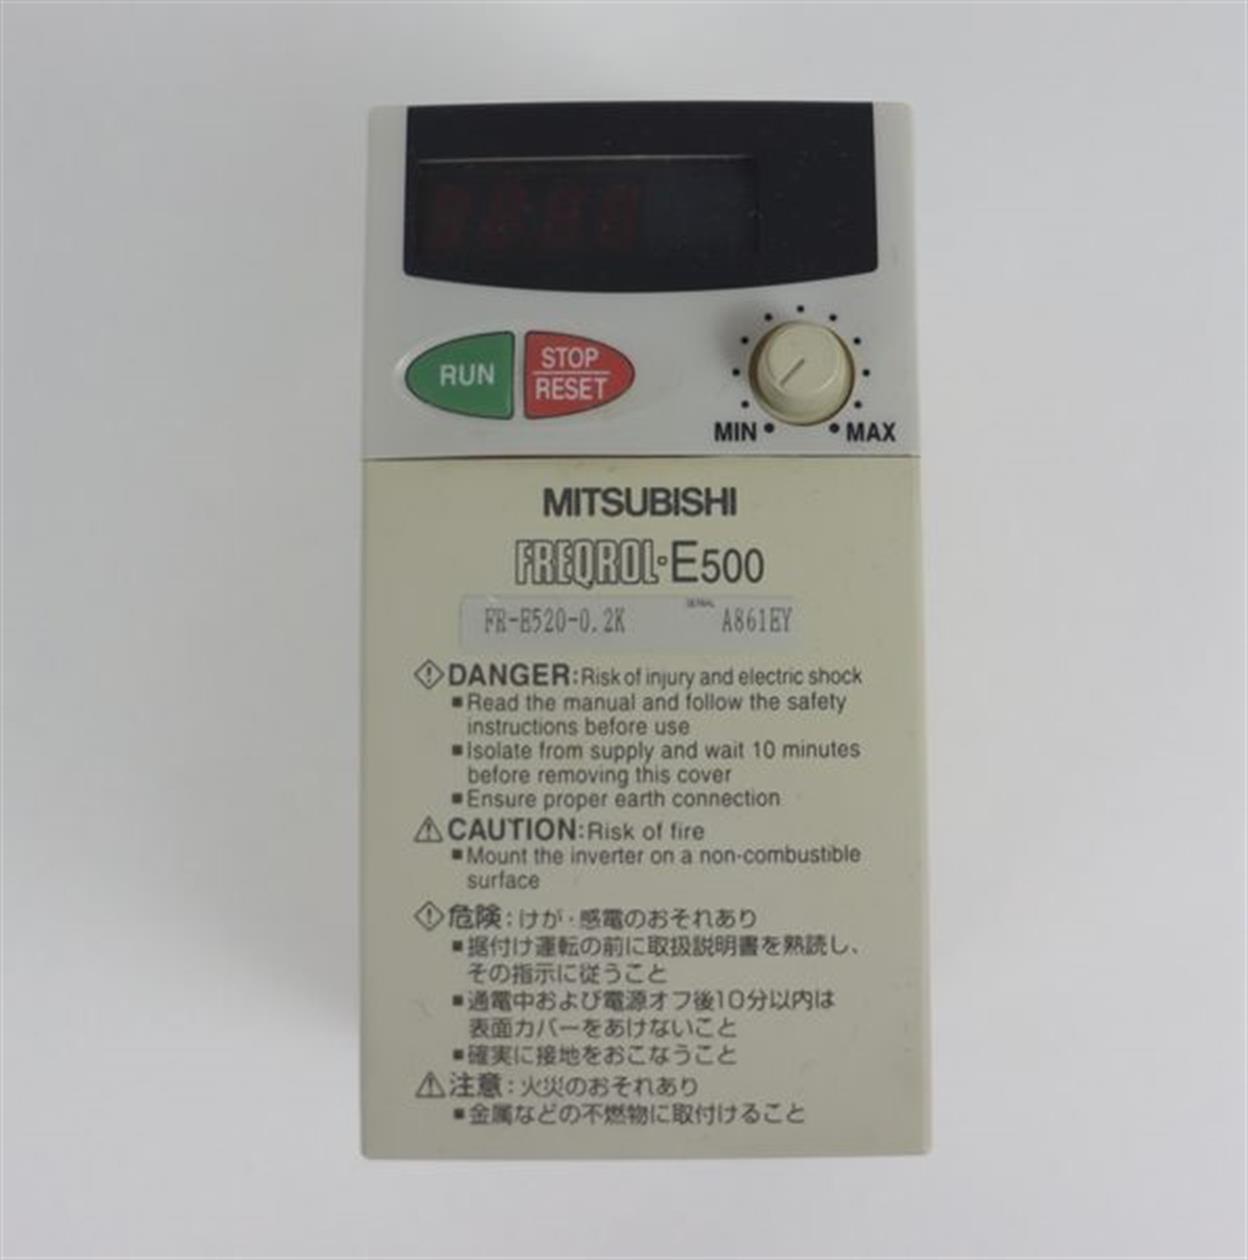 RUN
STOP
RESET
MIN
MAX
MITSUBISHI
FREQROL-E500
SERIAL
FR-E520-0.2K A861EY
DANGER:Risk of injury and electric shock
■Read the manual and follow the safety
instructions before use
■Isolate from supply and wait 10 minutes
before removing this cover
■Ensure proper earth connection
CAUTION:Risk of fire
■Mount the inverter on a non-combustible
surface
危険:けが・感電のおそれあり
■据付け運転の前に取扱説明書を熟読し、
その指示に従うこと
■通電中および電源オフ後10分以内は
表面カバーをあけないこと
■確実に接地をおこなうこと
注意:火災のおそれあり
■金属などの不燃物に取付けること